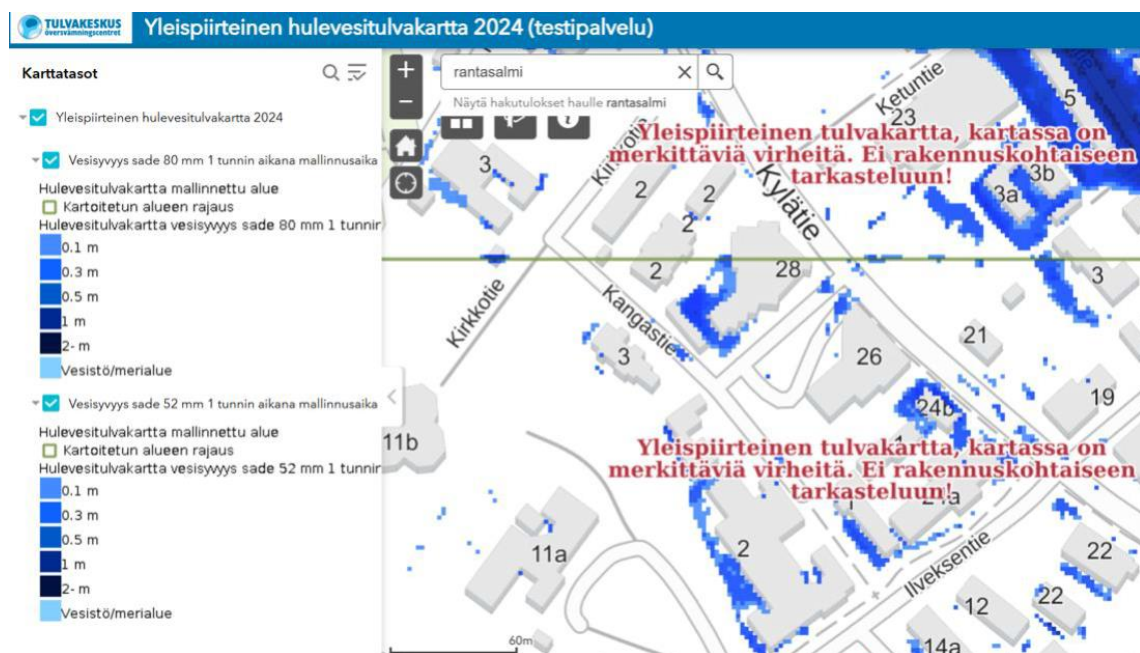 TULVAKESKUS
översvämningscentret
Yleispiirteinen hulevesitulvakartta 2024 (testipalvelu)
Karttatasot
Yleispiirteinen hulevesitulvakartta 2024
Vesisyvyys sade 80 mm 1 tunnin aikana mallinnusaika
Hulevesitulvakartta mallinnettu alue
Kartoitetun alueen rajaus
Hulevesitulvakartta vesisyvyys sade 80 mm 1 tunnin
0.1 m
0.3 m
0.5 m
1 m
2- m
Vesistö/merialue
Vesisyvyys sade 52 mm 1 tunnin aikana mallinnusaika
Hulevesitulvakartta mallinnettu alue
Kartoitetun alueen rajaus
Hulevesitulvakartta vesisyvyys sade 52 mm 1 tunnin
0.1 m
0.3 m
0.5 m
1 m
2- m
Vesistö/merialue
rantasalmi
Näytä hakutulokset haulle rantasalmi
Ketuntie
23
5
Yleispiirteinen tulvakartta, kartassa on
merkittäviä virheitä. Ei rakennuskohtaiseen
tarkasteluun!
3
Kirkkotie
2
2
2
2
Kylätie
3a
3b
28
3
Kirkkotie
Kangastie
3
26
21
19
24b
11b
1
Yleispiirteinen tulvakartta, kartassa on
merkittäviä virheitä. Ei rakennuskohtaiseen
tarkasteluun!
1
24a
11a
2
Ilveksentie
22
12
22
14a
60m